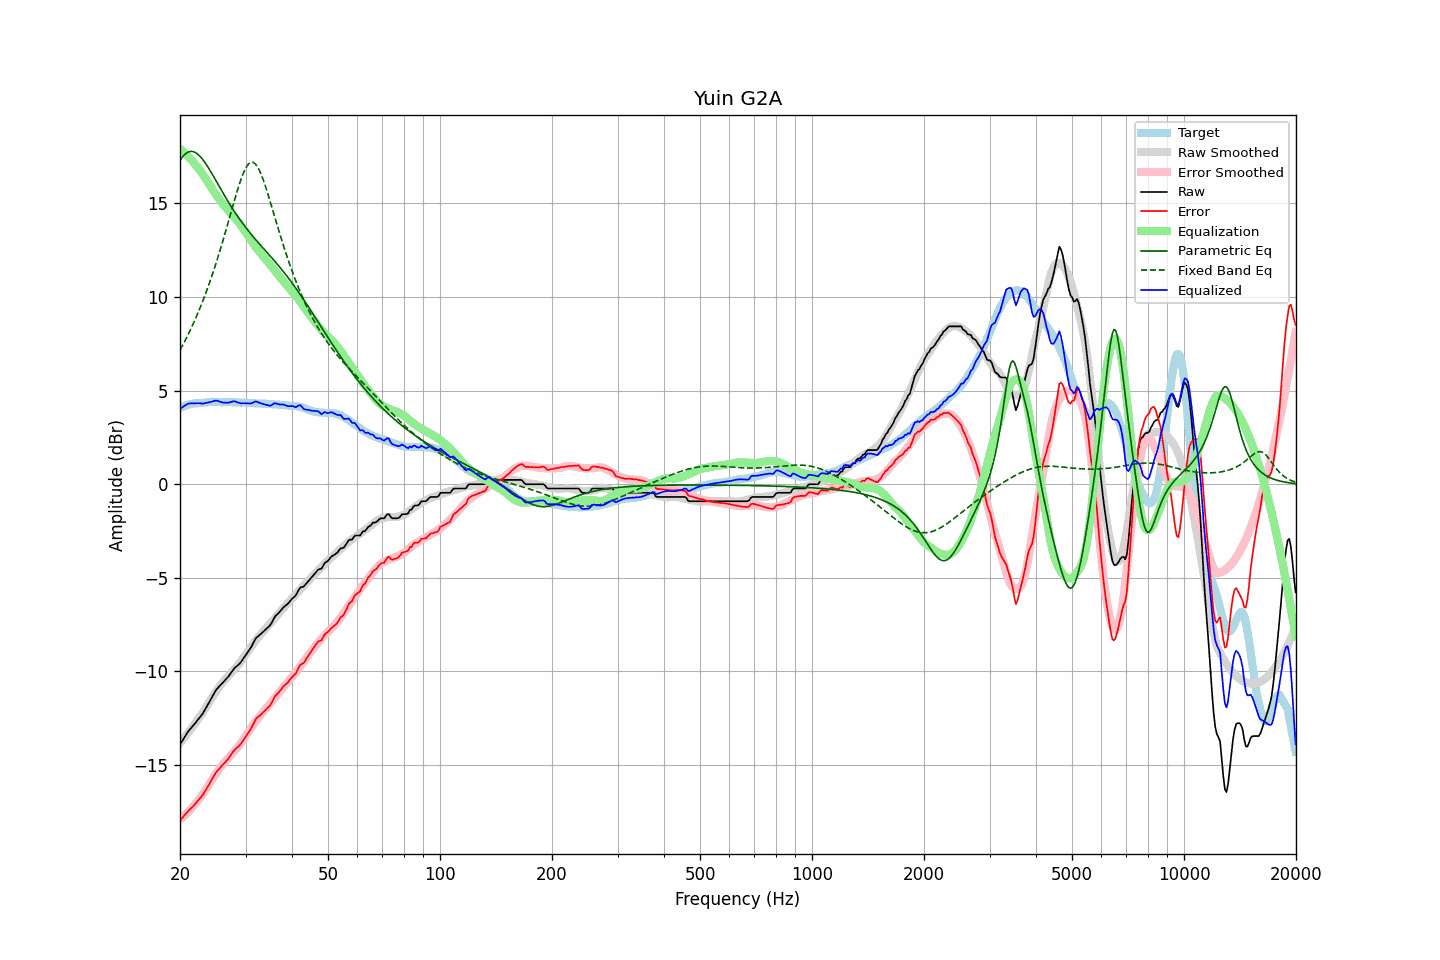 Yuin G2A
Target
Raw Smoothed
Error Smoothed
Raw
Error
Equalization
Parametric Eq
Fixed Band Eq
Equalized
Amplitude (dBr)
15
10
5
0
−5
−10
−15
20
50
100
200
500
1000
2000
5000
10000
20000
Frequency (Hz)